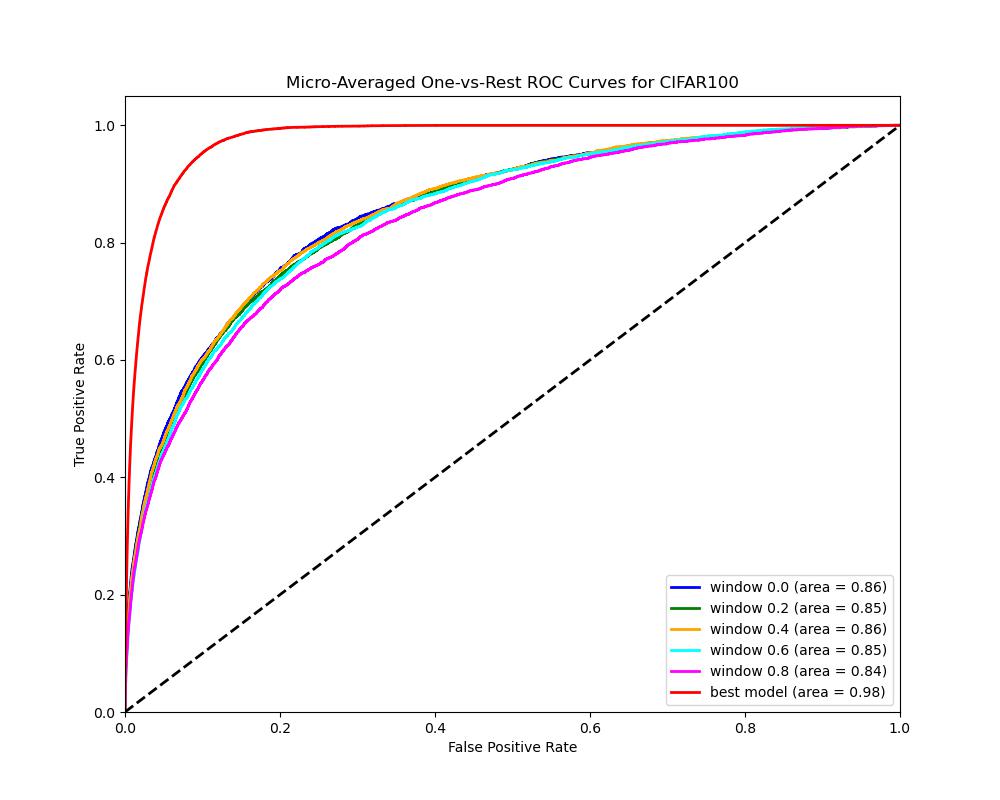 Micro-Averaged One-vs-Rest ROC Curves for CIFAR100
1.0
0.8
0.6
0.4
0.2
0.0
True Positive Rate
0.0 0.2 0.4 0.6 0.8 1.0
False Positive Rate
window 0.0 (area = 0.86)
window 0.2 (area = 0.85)
window 0.4 (area = 0.86)
window 0.6 (area = 0.85)
window 0.8 (area = 0.84)
best model (area = 0.98)